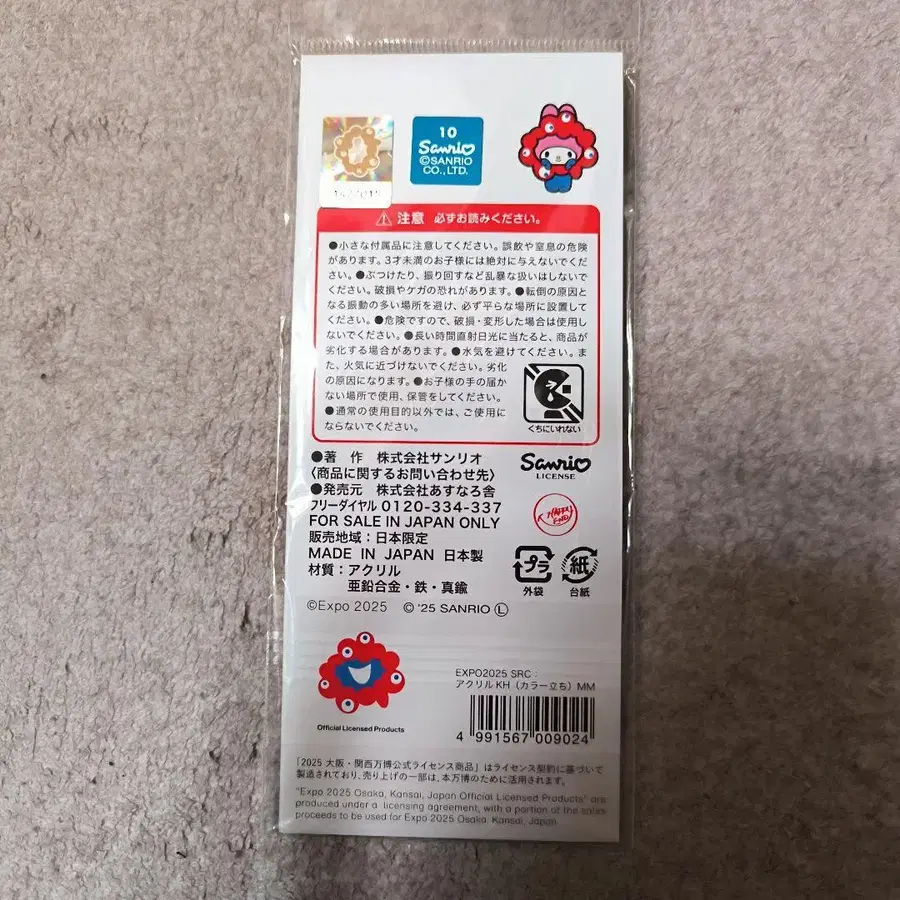 10
Sanrio
©SANRIO
CO.,LTD.
注意 必ずお読みください。
●小さな付属品に注意してください。誤飲や窒息の危険
があります。3才未満のお子様には絶対に与えないでくだ
さい。●ぶつけたり、振り回すなど乱暴な扱いはしないで
ください。破損やケガの恐れがあります。●転倒の原因と
なる振動の多い場所を避け、必ず平らな場所に設置して
ください。●危険ですので、破損・変形した場合は使用し
ないでください。●長い時間直射日光に当たると、商品が
劣化する場合があります。●水気を避けてください。ま
た、火気に近づけないでください。劣化
の原因になります。●お子様の手の届か
ない場所で使用、保管をしてください。
●通常の使用目的以外では、ご使用に
ならないでください。
くちにいれない
●著 作 株式会社サンリオ
〈商品に関するお問い合わせ先〉
●発売元 株式会社あすなろ舎
フリーダイヤル 0120-334-337
FOR SALE IN JAPAN ONLY
販売地域：日本限定
MADE IN JAPAN 日本製
材質：アクリル
亜鉛合金・鉄・真鍮
©Expo 2025 © '25 SANRIO Ⓛ
Sanrio
LICENSE
プラ
外袋
紙
台紙
Official Licensed Products
EXPO2025 SRC：
アクリルKH（カラー立ち）MM
4 991567 009024
「2025 大阪・関西万博公式ライセンス商品」はライセンス契約に基づいて
製造されており、売り上げの一部は、本万博のために活用されます。
"Expo 2025 Osaka, Kansai, Japan Official Licensed Products" are
produced under a licensing agreement, with a portion of the sales
proceeds to be used for Expo 2025 Osaka, Kansai, Japan.